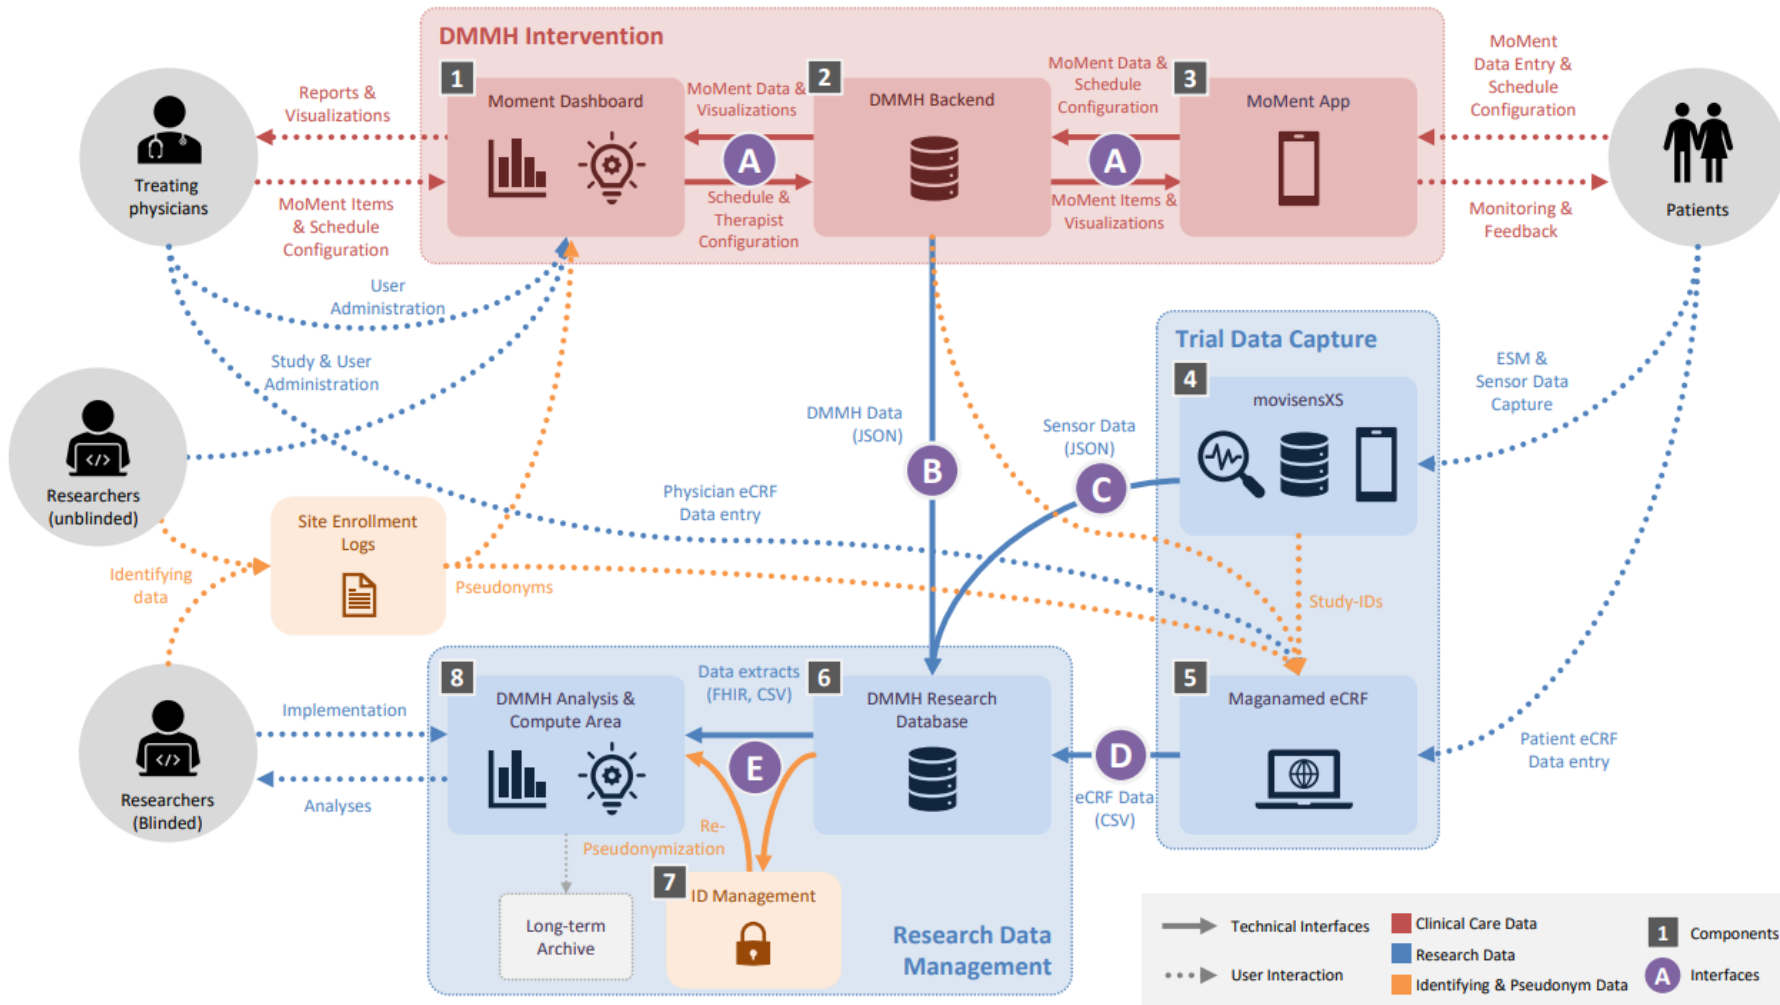 DMMH Intervention
1
Moment Dashboard
MoMent Data &
Visualizations
A
Schedule &
Therapist
Configuration
2
DMMH Backend
MoMent Data &
Schedule
Configuration
A
MoMent Items &
Visualizations
3
MoMent App
MoMent
Data Entry &
Schedule
Configuration
Monitoring &
Feedback
Patients
Reports &
Visualizations
Treating
physicians
MoMent Items
& Schedule
Configuration
User
Administration
Study & User
Administration
Researchers
(unblinded)
Site Enrollment
Logs
Identifying
data
Pseudonyms
Physician eCRF
Data entry
DMMH Data
(JSON)
B
Sensor Data
(JSON)
C
Trial Data Capture
4
movisensXS
ESM &
Sensor Data
Capture
Study-IDs
5
Maganamed eCRF
Patient eCRF
Data entry
D
eCRF Data
(CSV)
6
DMMH Research
Database
Data extracts
(FHIR, CSV)
E
8
DMMH Analysis &
Compute Area
Implementation
Analyses
Researchers
(Blinded)
Re-
Pseudonymization
7
ID Management
Long-term
Archive
Research Data
Management
Technical Interfaces
User Interaction
Clinical Care Data
Research Data
Identifying & Pseudonym Data
1
Components
A
Interfaces